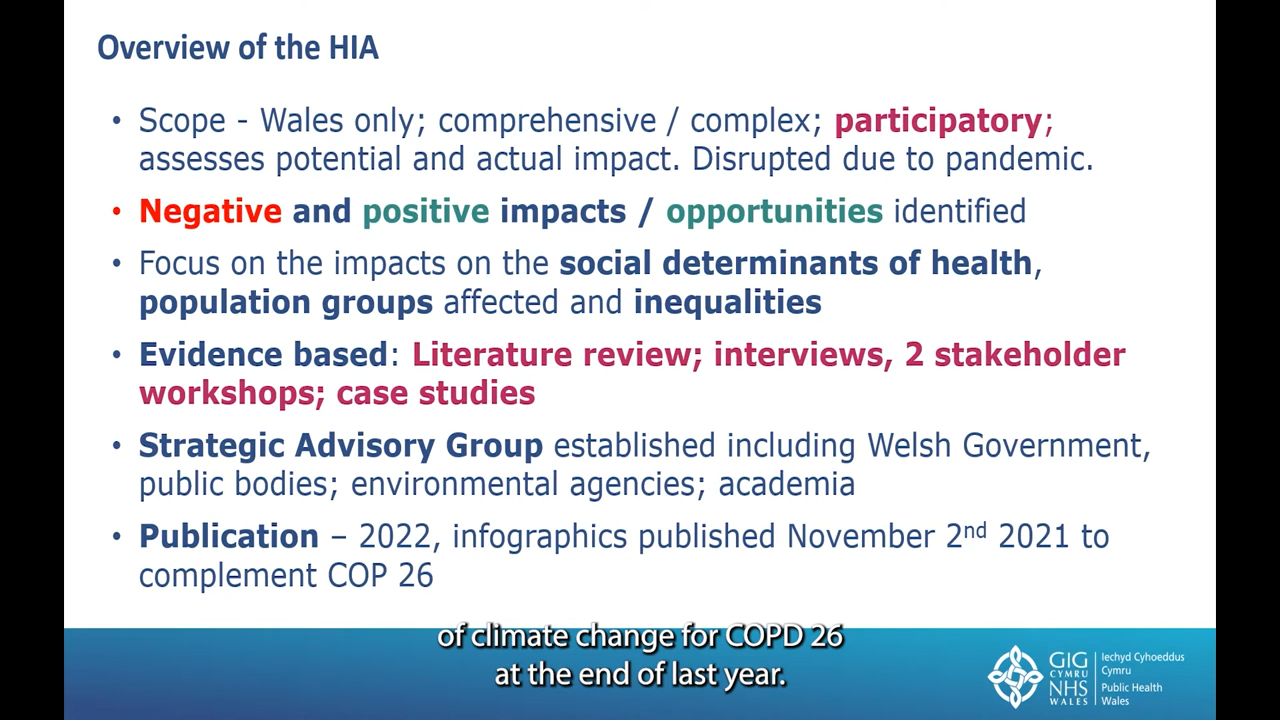 Overview of the HIA
• Scope - Wales only; comprehensive / complex; participatory;
assesses potential and actual impact. Disrupted due to pandemic.
• Negative and positive impacts / opportunities identified
• Focus on the impacts on the social determinants of health,
population groups affected and inequalities
• Evidence based: Literature review; interviews, 2 stakeholder
workshops; case studies
• Strategic Advisory Group established including Welsh Government,
public bodies; environmental agencies; academia
• Publication – 2022, infographics published November 2nd 2021 to
complement COP 26
of climate change for COPD 26
at the end of last year.
GIG
CYMRU
NHS
WALES
Iechyd Cyhoeddus
Cymru
Public Health
Wales